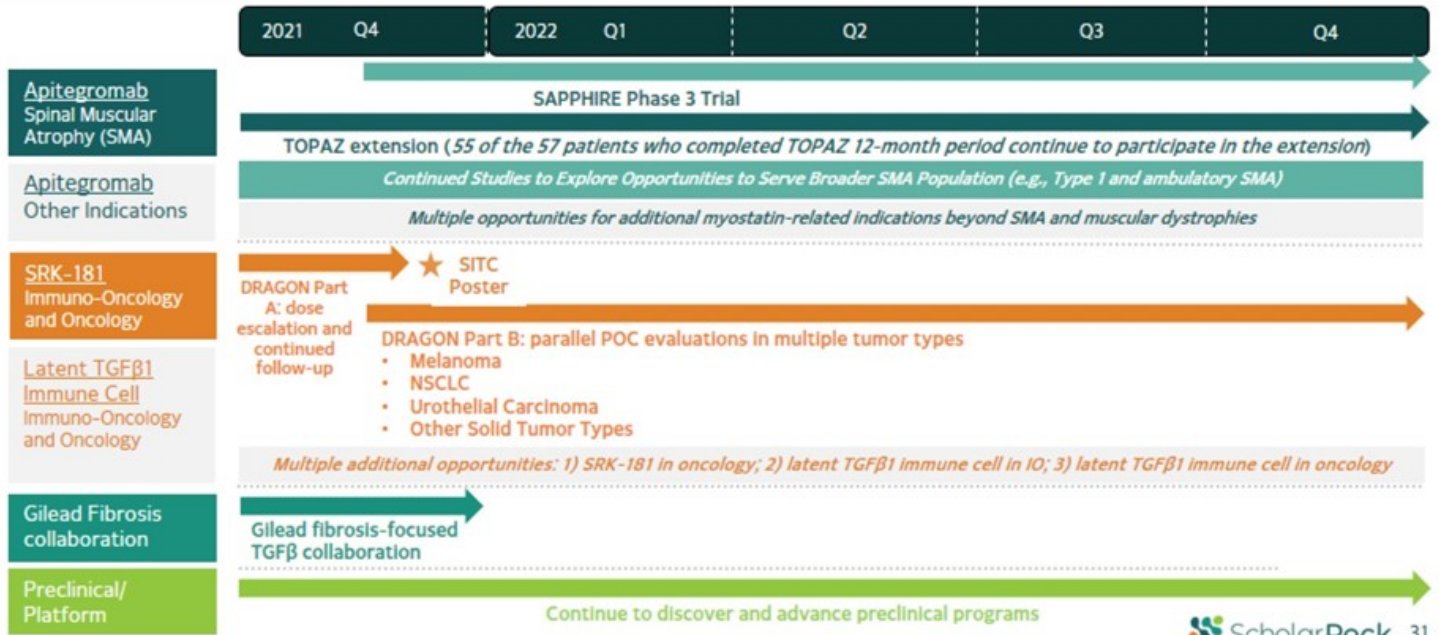 2021 Q4 2022 Q1 Q2 Q3 Q4
Apitegromab
Spinal Muscular
Atrophy (SMA)
SAPPHIRE Phase 3 Trial
TOPAZ extension (55 of the 57 patients who completed TOPAZ 12-month period continue to participate in the extension)
Apitegromab
Other Indications
Continued Studies to Explore Opportunities to Serve Broader SMA Population (e.g., Type 1 and ambulatory SMA)
Multiple opportunities for additional myostatin-related indications beyond SMA and muscular dystrophies
SRK-181
Immuno-Oncology
and Oncology
DRAGON Part
A: dose
escalation and
continued
follow-up
SITC
Poster
DRAGON Part B: parallel POC evaluations in multiple tumor types
• Melanoma
• NSCLC
• Urothelial Carcinoma
• Other Solid Tumor Types
Latent TGFβ1
Immune Cell
Immuno-Oncology
and Oncology
Multiple additional opportunities: 1) SRK-181 in oncology; 2) latent TGFβ1 immune cell in IO; 3) latent TGFβ1 immune cell in oncology
Gilead Fibrosis
collaboration
Gilead fibrosis-focused
TGFβ collaboration
Preclinical/
Platform
Continue to discover and advance preclinical programs
ScholarRock 31